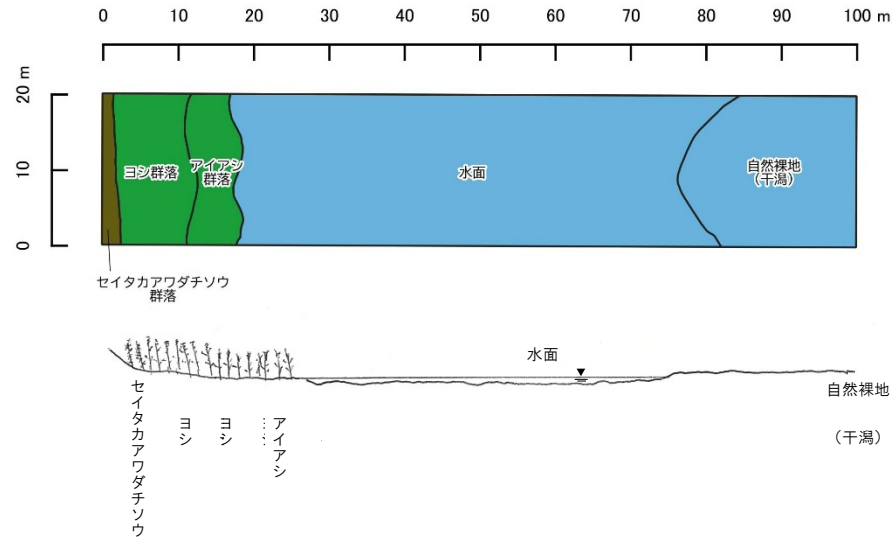 0 10 20 30 40 50 60 70 80 90 100 m
20 m
10
0
ヨシ群落
アイアシ
群落
水面
自然裸地
(干潟)
セイタカアワダチソウ
群落
水面
自然裸地
(干潟)
セイタカアワダチソウ
ヨシ
ヨシ
アイアシ